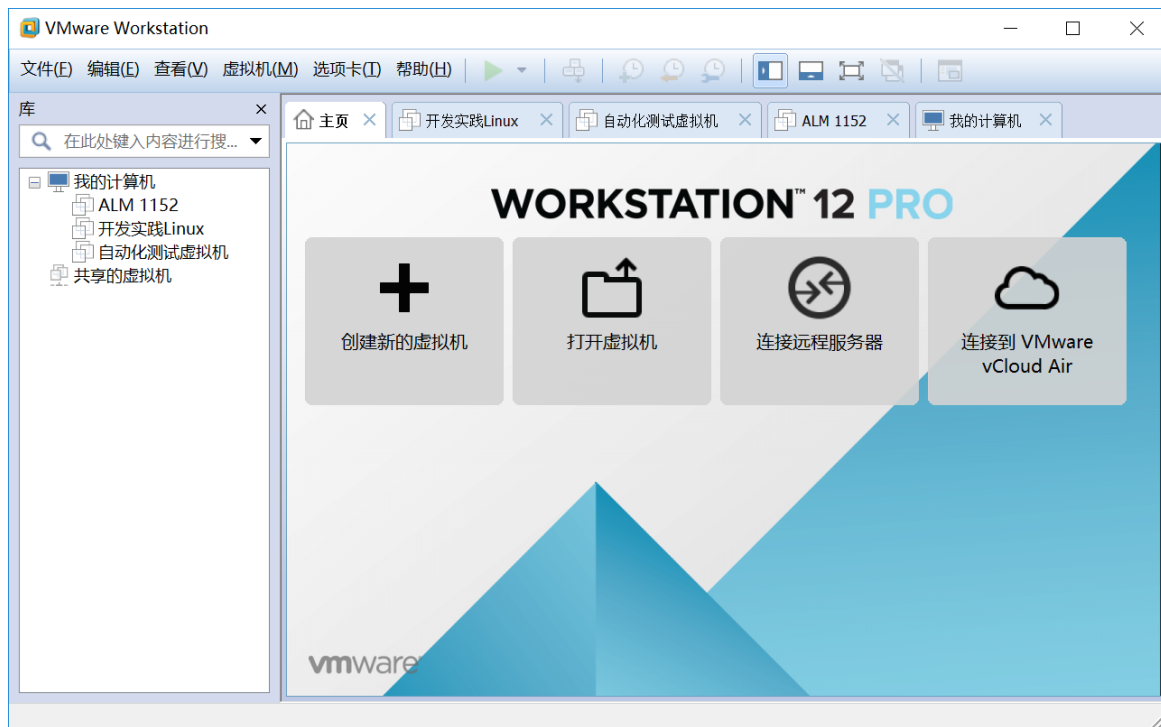 VMware Workstation
文件(F) 编辑(E) 查看(V) 虚拟机(M) 选项卡(T) 帮助(H)
库
在此处键入内容进行搜...
我的计算机
ALM 1152
开发实践Linux
自动化测试虚拟机
共享的虚拟机
主页 开发实践Linux 自动化测试虚拟机 ALM 1152 我的计算机
WORKSTATION™ 12 PRO
创建新的虚拟机
打开虚拟机
连接远程服务器
连接到 VMware
vCloud Air
vmware